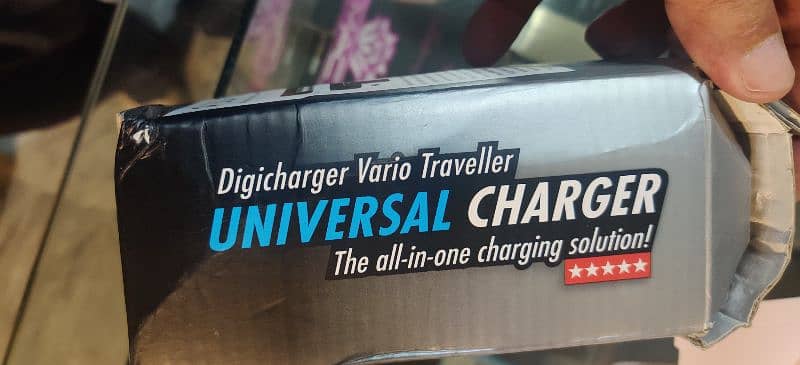 Digicharger Vario Traveller
UNIVERSAL CHARGER
The all-in-one charging solution!